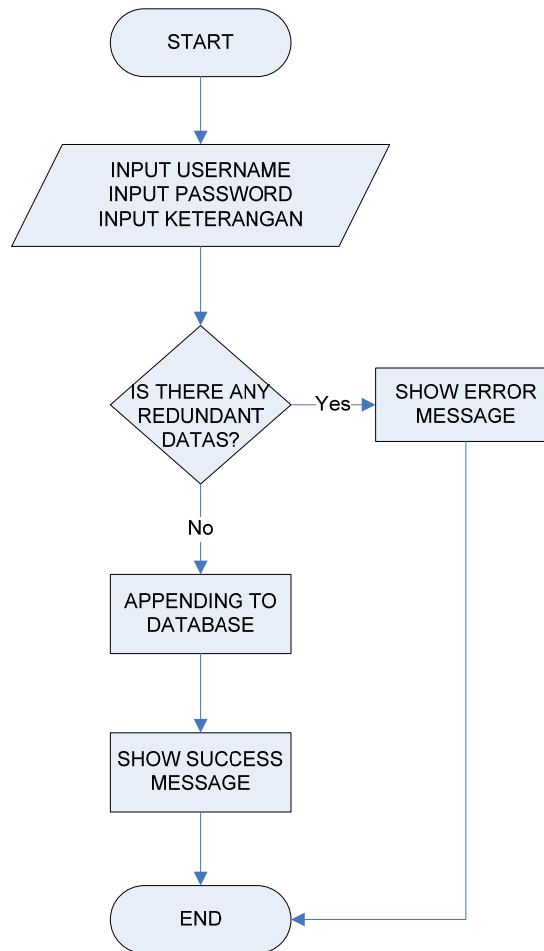 START
INPUT USERNAME
INPUT PASSWORD
INPUT KETERANGAN
IS THERE ANY
REDUNDANT
DATAS?
Yes
SHOW ERROR
MESSAGE
No
APPENDING TO
DATABASE
SHOW SUCCESS
MESSAGE
END